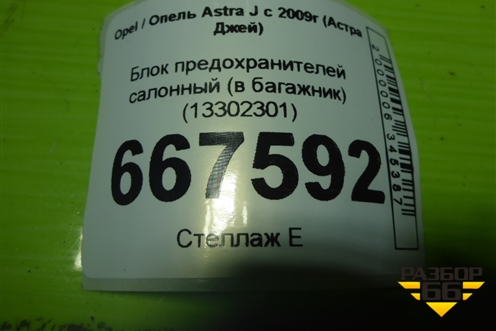 Opel / Опель Astra J с 2009г (Астра
Джей)
Блок предохранителей
салонный (в багажник)
(13302301)
667592
Стеллаж Е
РАЗБОР
66